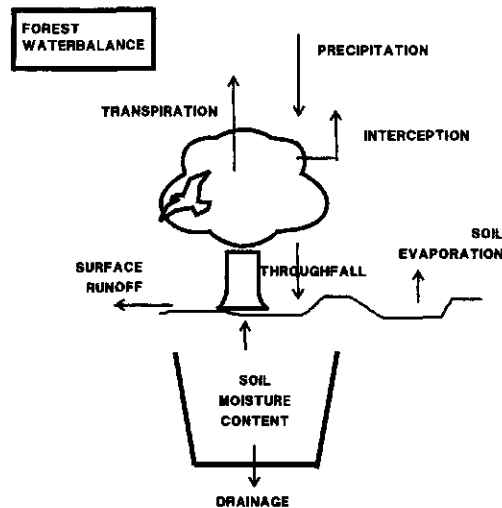 FOREST
WATERBALANCE
PRECIPITATION
TRANSPIRATION
INTERCEPTION
SOIL
EVAPORATION
SURFACE
RUNOFF
THROUGHFALL
SOIL
MOISTURE
CONTENT
DRAINAGE